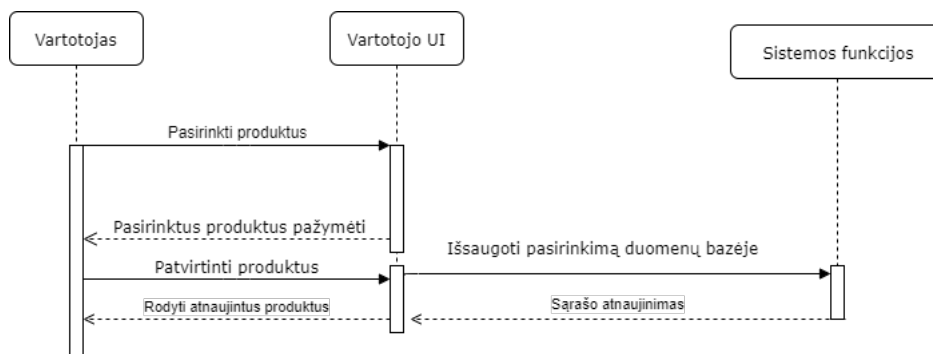 Vartotojas
Vartotojo UI
Sistemos funkcijos
Pasirinkti produktus
Pasirinktus produktus pažymėti
Išsaugoti pasirinkimą duomenų bazėje
Patvirtinti produktus
Rodyti atnaujintus produktus
Sąrašo atnaujinimas